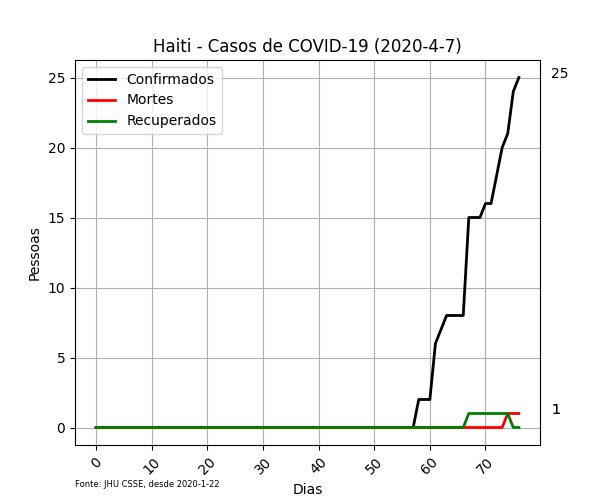 Haiti - Casos de COVID-19 (2020-4-7)
Confirmados
Mortes
Recuperados
25
20
15
10
5
0
Pessoas
25
1
0 10 20 30 40 50 60 70
Dias
Fonte: JHU CSSE, desde 2020-1-22